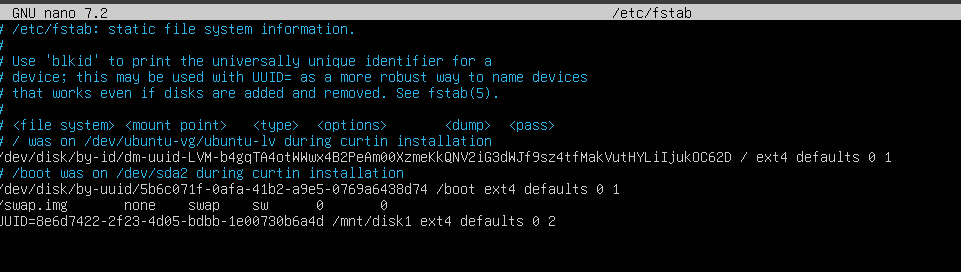 GNU nano 7.2 /etc/fstab
# /etc/fstab: static file system information.
#
# Use 'blkid' to print the universally unique identifier for a
# device; this may be used with UUID= as a more robust way to name devices
# that works even if disks are added and removed. See fstab(5).
#
# <file system> <mount point>   <type>  <options>       <dump>  <pass>
# / was on /dev/ubuntu-vg/ubuntu-lv during curtin installation
/dev/disk/by-id/dm-uuid-LVM-b4gqTA4otWWwx4B2PeAm00XzmeKkQNV2iG3dWJf9sz4tfMakVutHYLiIjukOC62D / ext4 defaults 0 1
# /boot was on /dev/sda2 during curtin installation
/dev/disk/by-uuid/5b6c071f-0afa-41b2-a9e5-0769a6438d74 /boot ext4 defaults 0 1
/swap.img       none    swap    sw      0       0
UUID=8e6d7422-2f23-4d05-bdbb-1e00730b6a4d /mnt/disk1 ext4 defaults 0 2